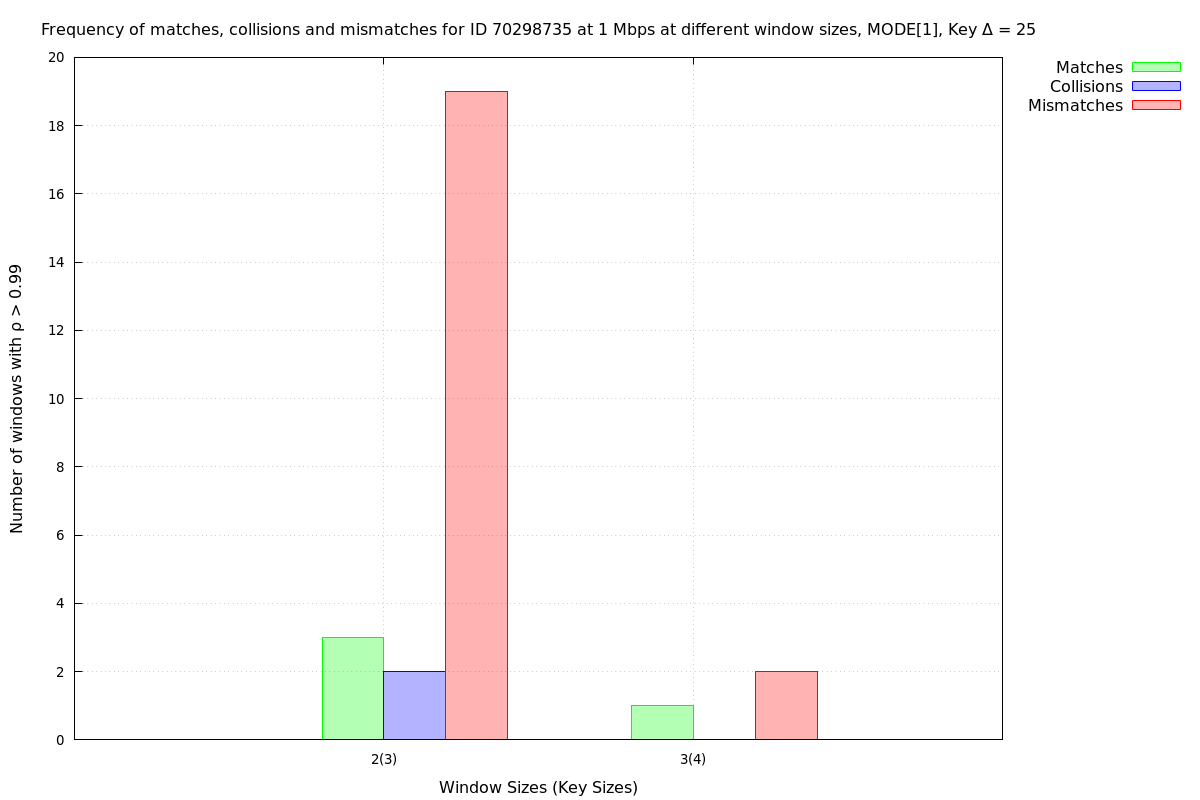 Frequency of matches, collisions and mismatches for ID 70298735 at 1 Mbps at different window sizes, MODE[1], Key Δ = 25
Matches
Collisions
Mismatches
Number of windows with ρ > 0.99
20
18
16
14
12
10
8
6
4
2
0
2(3)
3(4)
Window Sizes (Key Sizes)